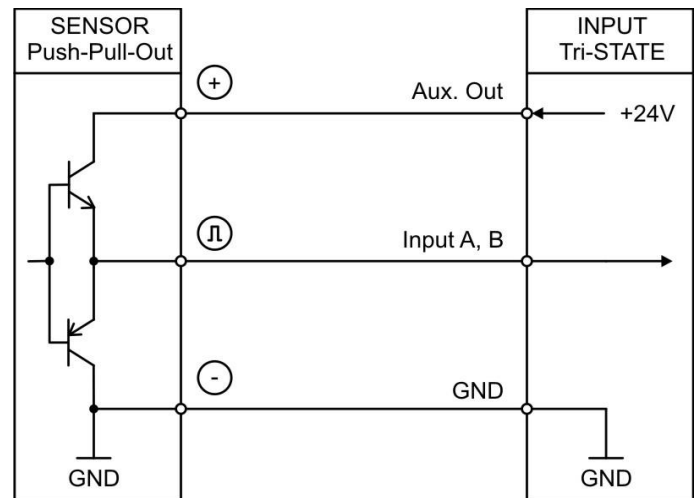 SENSOR
Push-Pull-Out
INPUT
Tri-STATE
+
Aux. Out
+24V
Input A, B
-
GND
GND
GND